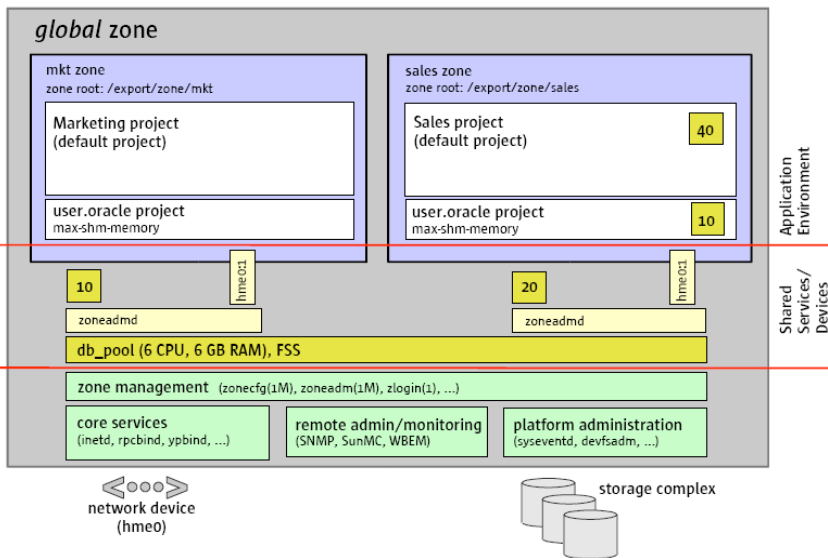 global zone
mkt zone
zone root: /export/zone/mkt
Marketing project
(default project)
user.oracle project
max-shm-memory
sales zone
zone root: /export/zone/sales
Sales project
(default project)
40
user.oracle project
max-shm-memory
10
Application
Environment
10
hme0:1
zoneadmd
20
hme0:1
zoneadmd
Shared
Services/
Devices
db_pool (6 CPU, 6 GB RAM), FSS
zone management (zonecfg(1M), zoneadm(1M), zlogin(1), ...)
core services
(inetd, rpcbind, ypbind, ...)
remote admin/monitoring
(SNMP, SunMC, WBEM)
platform administration
(syseventd, devfsadm, ...)
network device
(hme0)
storage complex